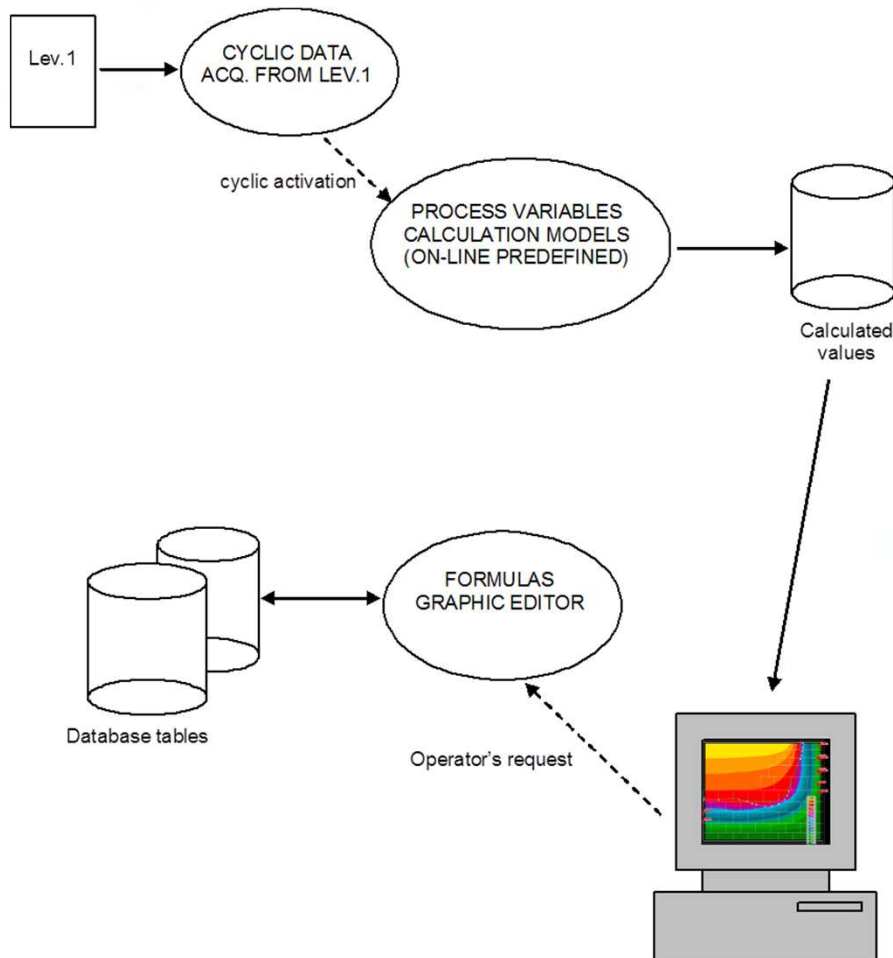 Lev.1
CYCLIC DATA
ACQ. FROM LEV.1
cyclic activation
PROCESS VARIABLES
CALCULATION MODELS
(ON-LINE PREDEFINED)
Calculated
values
FORMULAS
GRAPHIC EDITOR
Database tables
Operator's request